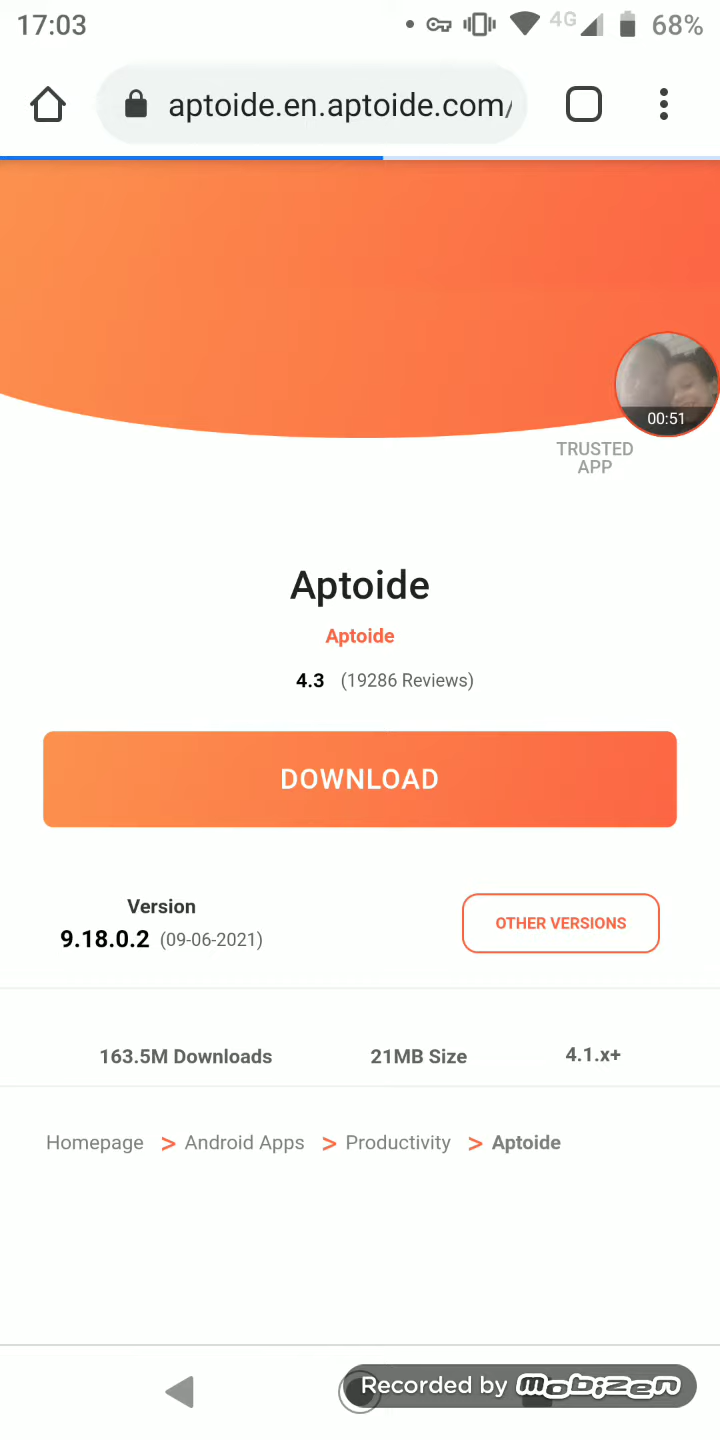 17:03 4G 68%
aptoide.en.aptoide.com/
00:51
TRUSTED
APP
Aptoide
Aptoide
4.3 (19286 Reviews)
DOWNLOAD
Version
9.18.0.2 (09-06-2021)
OTHER VERSIONS
163.5M Downloads 21MB Size 4.1.x+
Homepage > Android Apps > Productivity > Aptoide
Recorded by mobizen